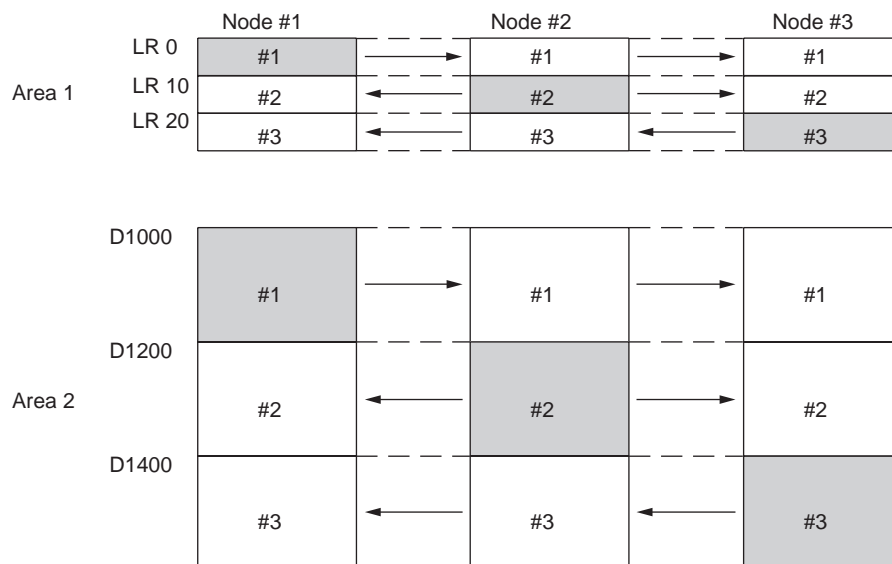 Node #1 Node #2 Node #3
LR 0
#1 #1 #1
Area 1
LR 10
#2 #2 #2
LR 20
#3 #3 #3
D1000
#1 #1 #1
D1200
Area 2
#2 #2 #2
D1400
#3 #3 #3